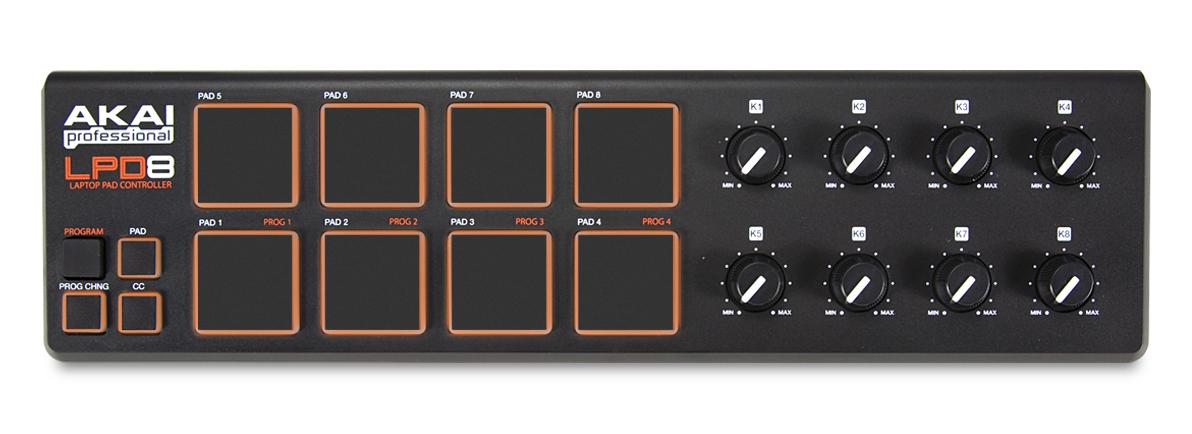 AKAI
professional
LPD8
LAPTOP PAD CONTROLLER
PROGRAM PAD
PROG CHNG CC
PAD 5 PAD 6 PAD 7 PAD 8
PAD 1 PROG 1 PAD 2 PROG 2 PAD 3 PROG 3 PAD 4 PROG 4
K1 K2 K3 K4
MIN MAX MIN MAX MIN MAX MIN MAX
K5 K6 K7 K8
MIN MAX MIN MAX MIN MAX MIN MAX